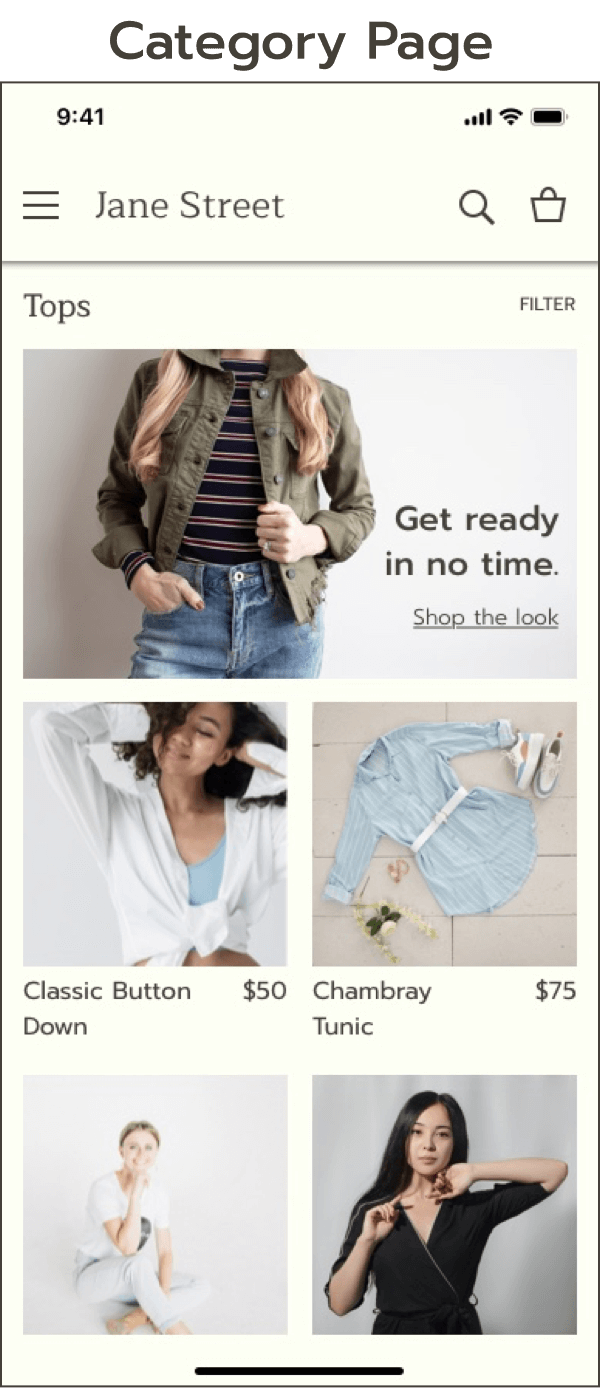 Category Page
9:41
Jane Street
Tops
FILTER
Get ready
in no time.
Shop the look
Classic Button
Down
$50
Chambray
Tunic
$75